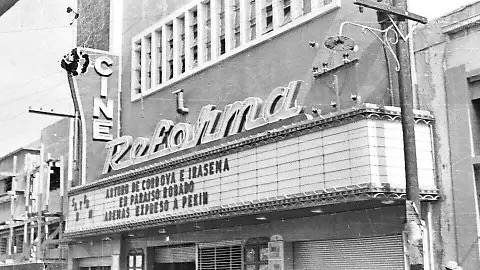 CINE
Reforma
ARTURO DE CORDOVA E IRASEMA
EN PARAISO ROBADO
ADEMAS EXPRESO A PEKIN